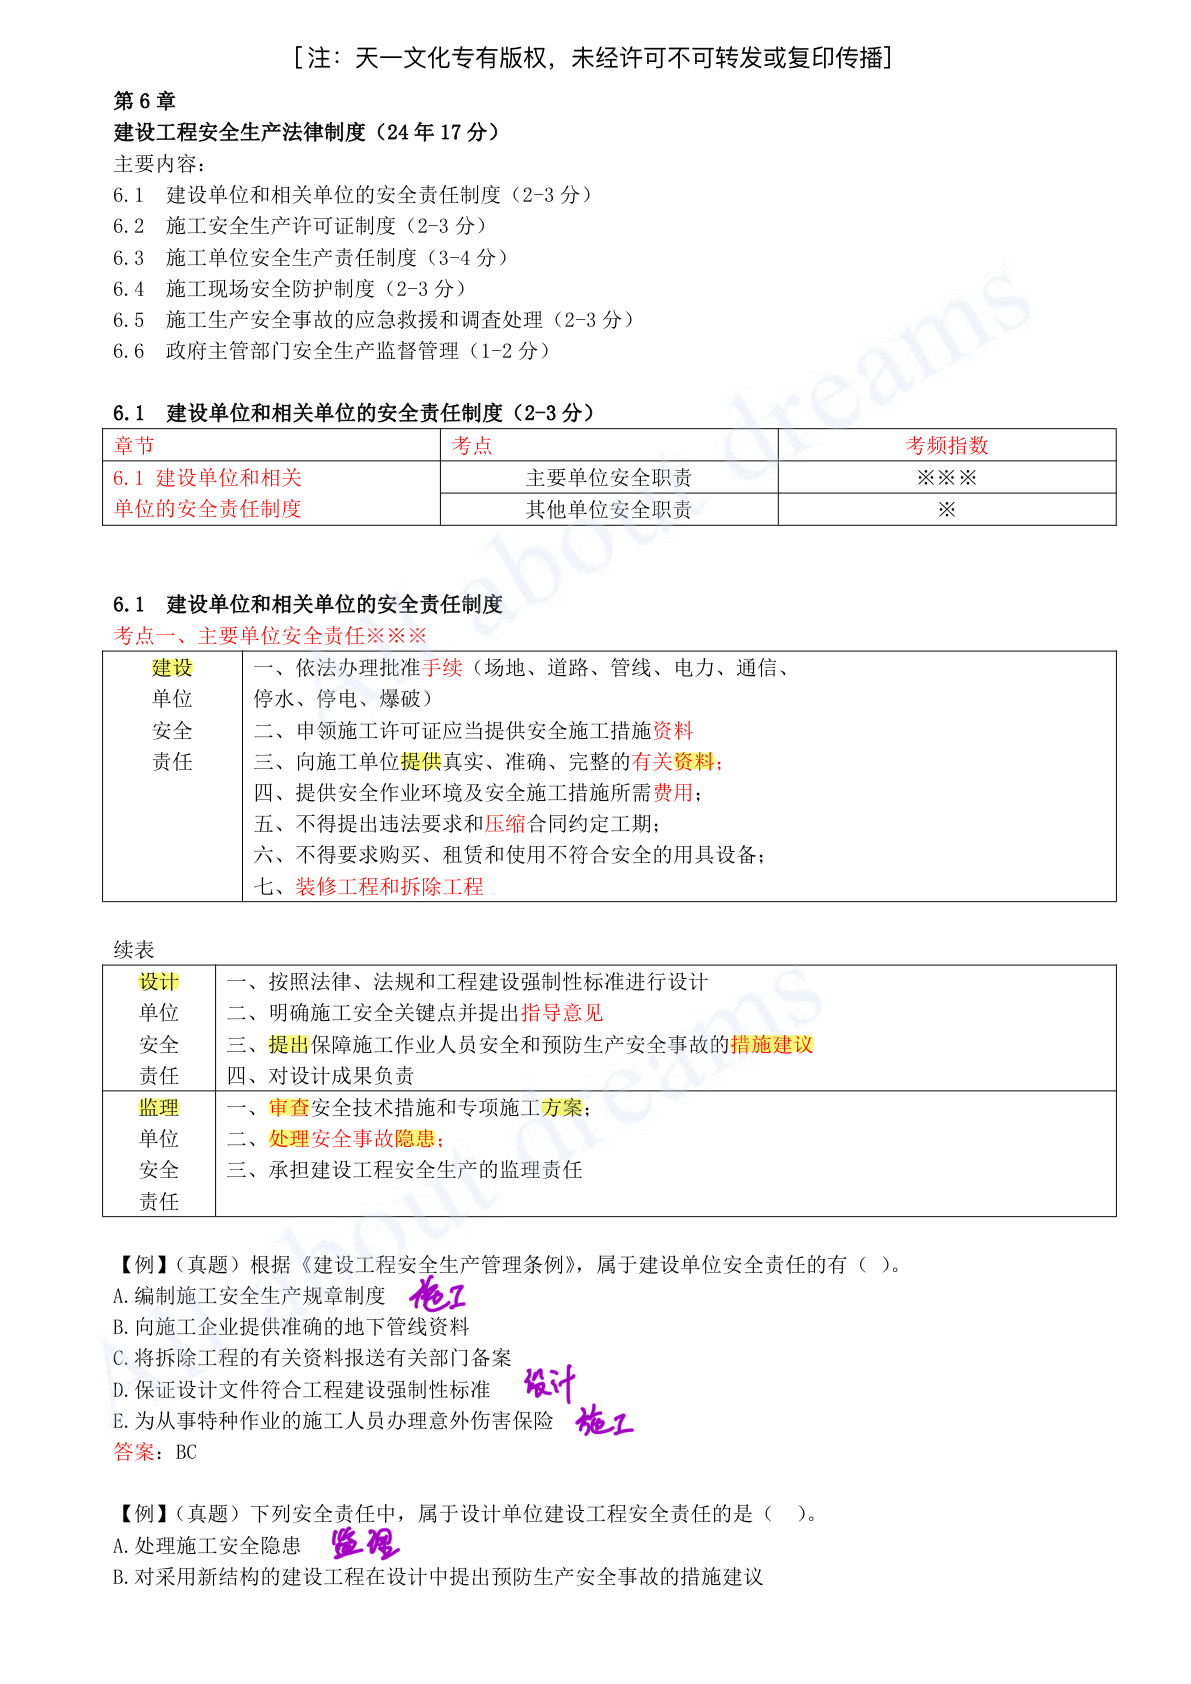 [注：天一文化专有版权，未经许可不可转发或复印传播]
第 6 章
建设工程安全生产法律制度（24 年 17 分）
主要内容：
6.1 建设单位和相关单位的安全责任制度（2-3 分）
6.2 施工安全生产许可证制度（2-3 分）
6.3 施工单位安全生产责任制度（3-4 分）
6.4 施工现场安全防护制度（2-3 分）
6.5 施工生产安全事故的应急救援和调查处理（2-3 分）
6.6 政府主管部门安全生产监督管理（1-2 分）
6.1 建设单位和相关单位的安全责任制度（2-3 分）
章节 考点 考频指数
6.1 建设单位和相关 主要单位安全职责 ※※※
单位的安全责任制度 其他单位安全职责 ※
6.1 建设单位和相关单位的安全责任制度
考点一、主要单位安全责任※※※
建设 一、依法办理批准手续（场地、道路、管线、电力、通信、
单位 停水、停电、爆破）
安全 二、申领施工许可证应当提供安全施工措施资料
责任 三、向施工单位提供真实、准确、完整的有关资料；
四、提供安全作业环境及安全施工措施所需费用；
五、不得提出违法要求和压缩合同约定工期；
六、不得要求购买、租赁和使用不符合安全的用具设备；
七、装修工程和拆除工程
续表
设计 一、按照法律、法规和工程建设强制性标准进行设计
单位 二、明确施工安全关键点并提出指导意见
安全 三、提出保障施工作业人员安全和预防生产安全事故的措施建议
责任 四、对设计成果负责
监理 一、审查安全技术措施和专项施工方案；
单位 二、处理安全事故隐患；
安全 三、承担建设工程安全生产的监理责任
责任
【例】（真题）根据《建设工程安全生产管理条例》，属于建设单位安全责任的有（ ）。
A.编制施工安全生产规章制度 施工
B.向施工企业提供准确的地下管线资料
C.将拆除工程的有关资料报送有关部门备案
D.保证设计文件符合工程建设强制性标准 设计
E.为从事特种作业的施工人员办理意外伤害保险 施工
答案：BC
【例】（真题）下列安全责任中，属于设计单位建设工程安全责任的是（ ）。
A.处理施工安全隐患 监理
B.对采用新结构的建设工程在设计中提出预防生产安全事故的措施建议
All about dreams
All about dreams